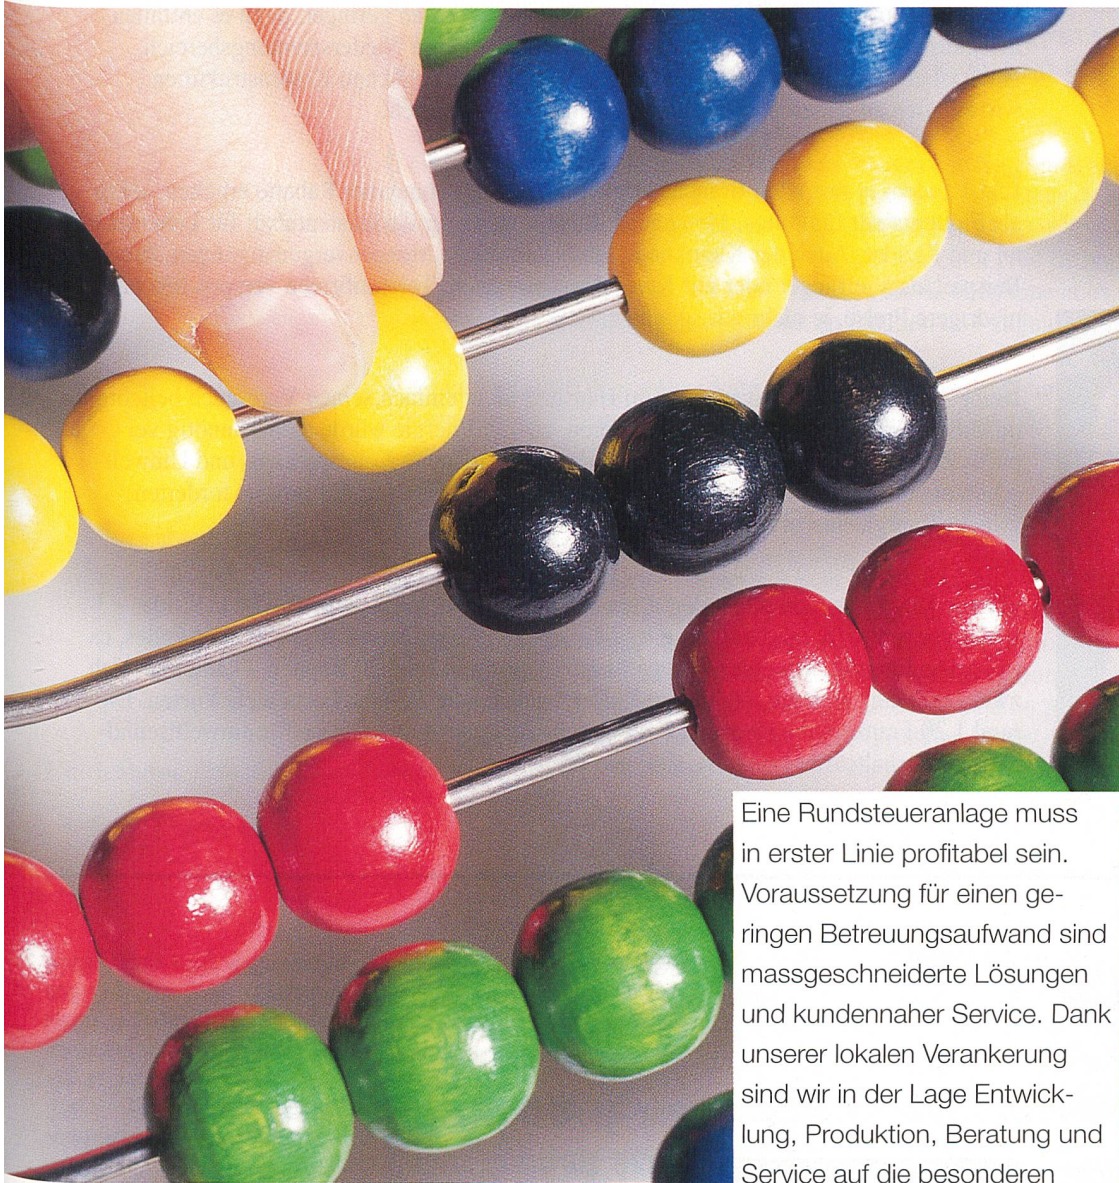 Eine Rundsteueranlage muss
in erster Linie profitabel sein.
Voraussetzung für einen ge-
ringen Betreuungsaufwand sind
massgeschneiderte Lösungen
und kundennaher Service. Dank
unserer lokalen Verankerung
sind wir in der Lage Entwick-
lung, Produktion, Beratung und
Service auf die besonderen